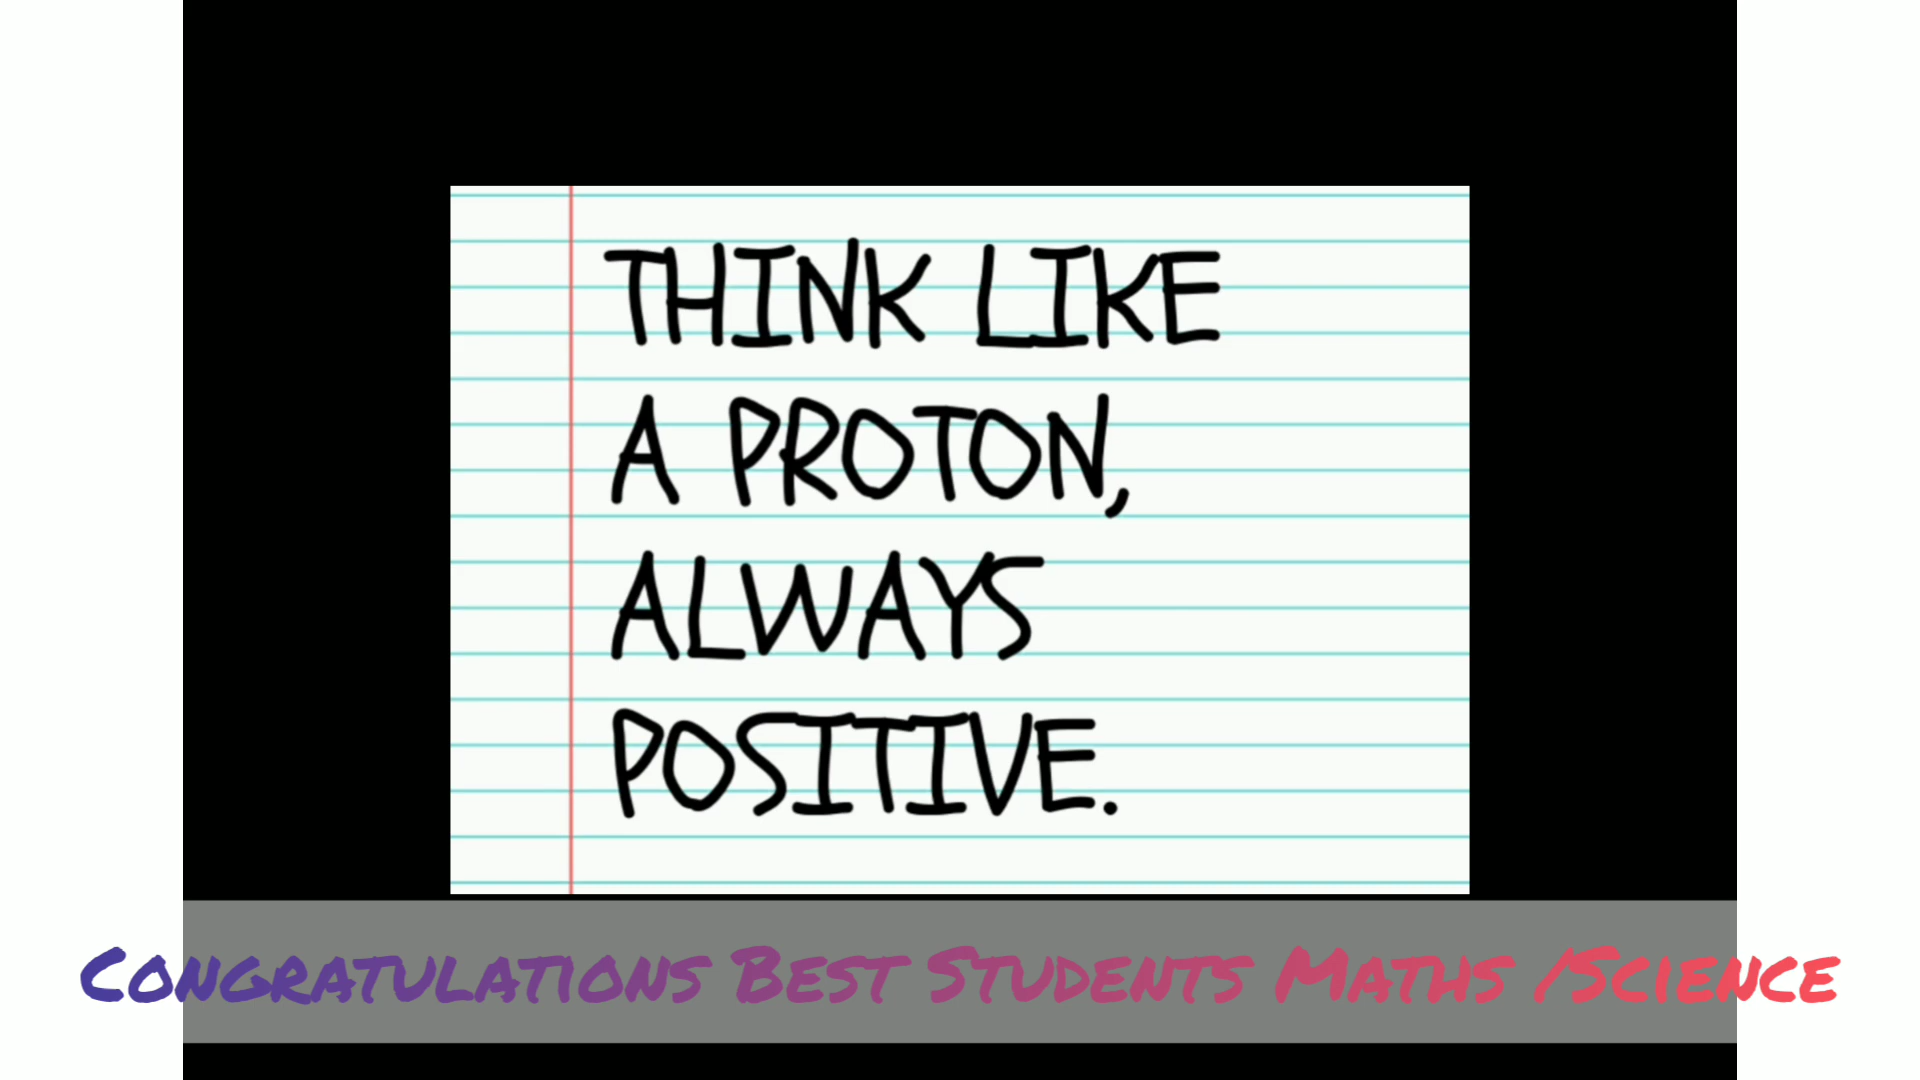 THINK LIKE
A PROTON,
ALWAYS
POSITIVE.
Congratulations Best Students Maths /Science